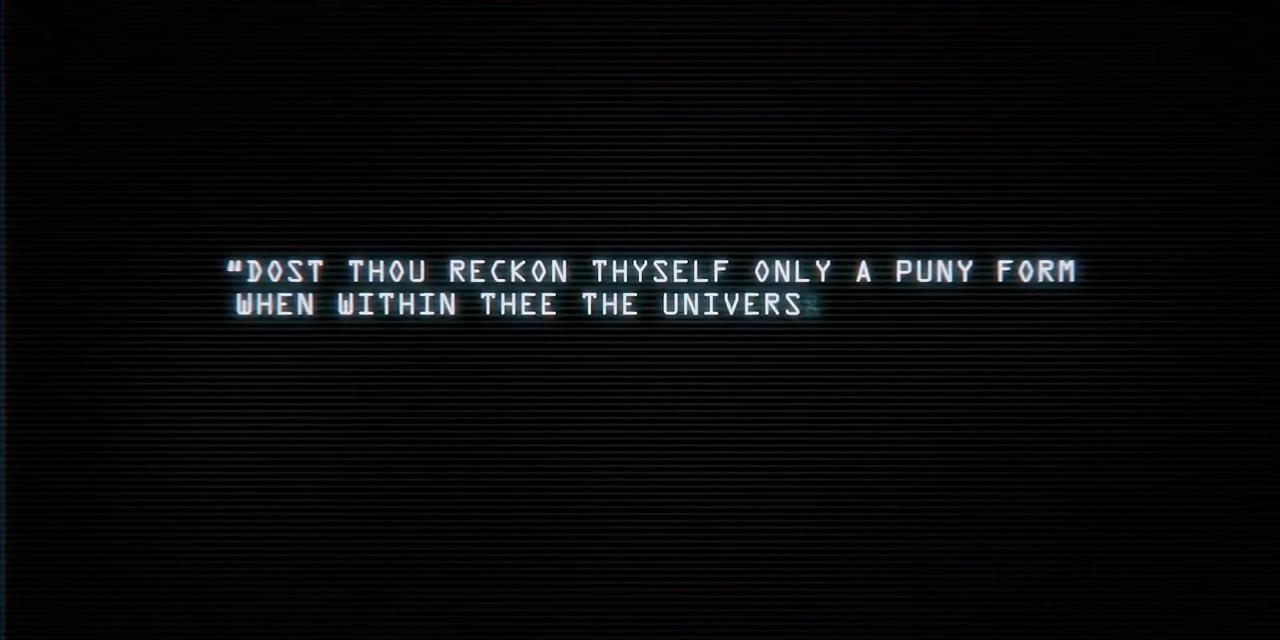 “DOST THOU RECKON THYSELF ONLY A PUNY FORM
WHEN WITHIN THEE THE UNIVERS